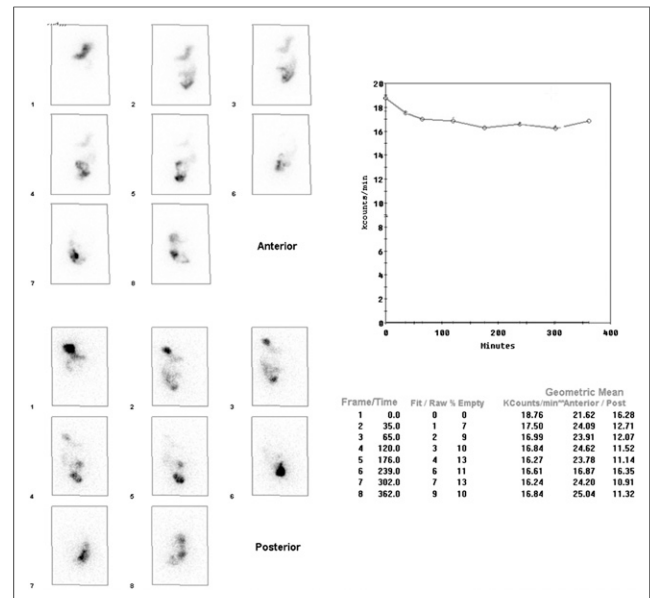 1 2 3
4 5 6
7 8
Anterior
1 2 3
4 5 6
7 8
Posterior
20
18
16
14
12
10
8
6
4
2
0
kcounts/min
0 100 200 300 400
Minutes
Geometric Mean
Frame/Time Fit / Raw % Empty KCounts/min**Anterior / Post
1 0.0 0 0 18.76 21.62 16.28
2 35.0 1 7 17.50 24.09 12.71
3 65.0 2 9 16.99 23.91 12.07
4 120.0 3 10 16.84 24.62 11.52
5 176.0 4 13 16.27 23.78 11.14
6 239.0 6 11 16.61 16.87 16.35
7 302.0 7 13 16.24 24.20 10.91
8 362.0 9 10 16.84 25.04 11.32